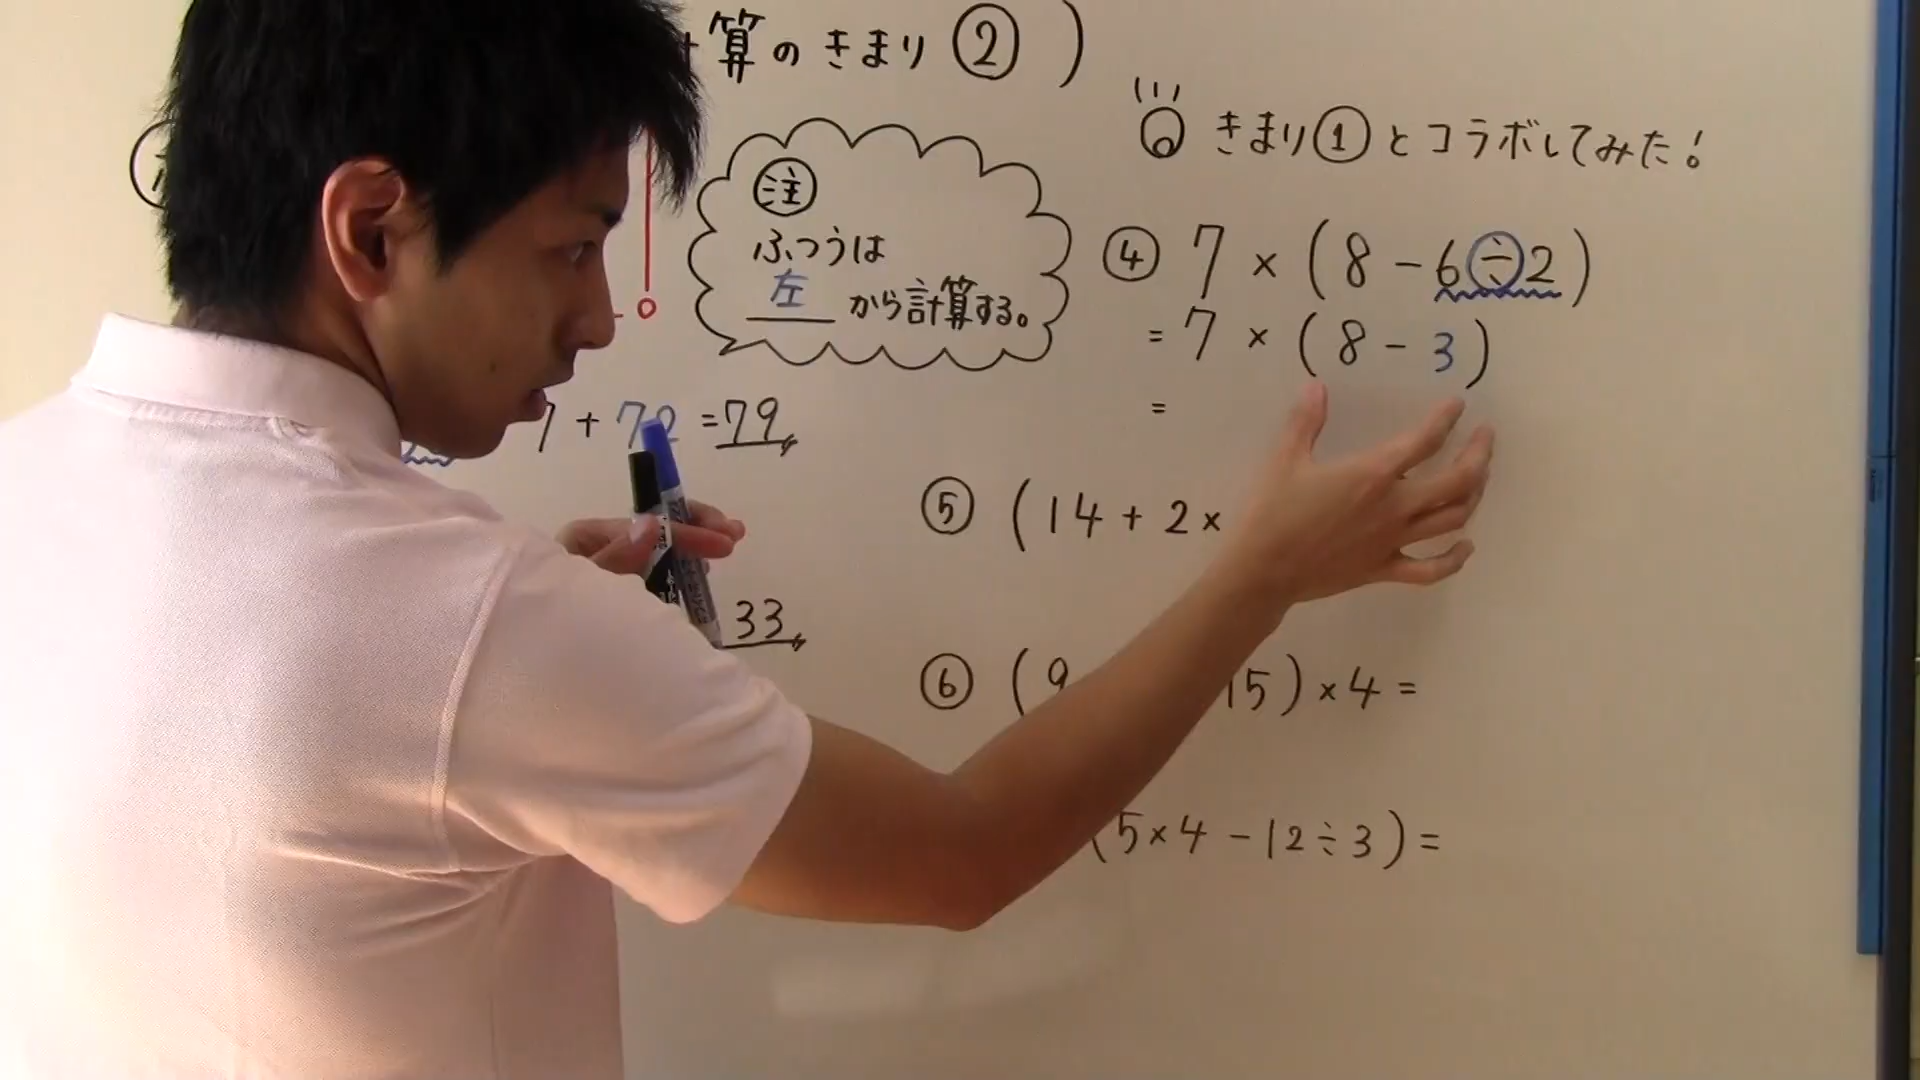 算のきまり ②)
きまり①とコラボしてみた!
注
ふつうは
左から計算する。
④ 7 × (8 - 6 ÷ 2)
= 7 × (8 - 3)
=
7 + 72 = 79
⑤ (14 + 2 ×
33
⑥ (9 15) × 4 =
(5 × 4 - 12 ÷ 3) =